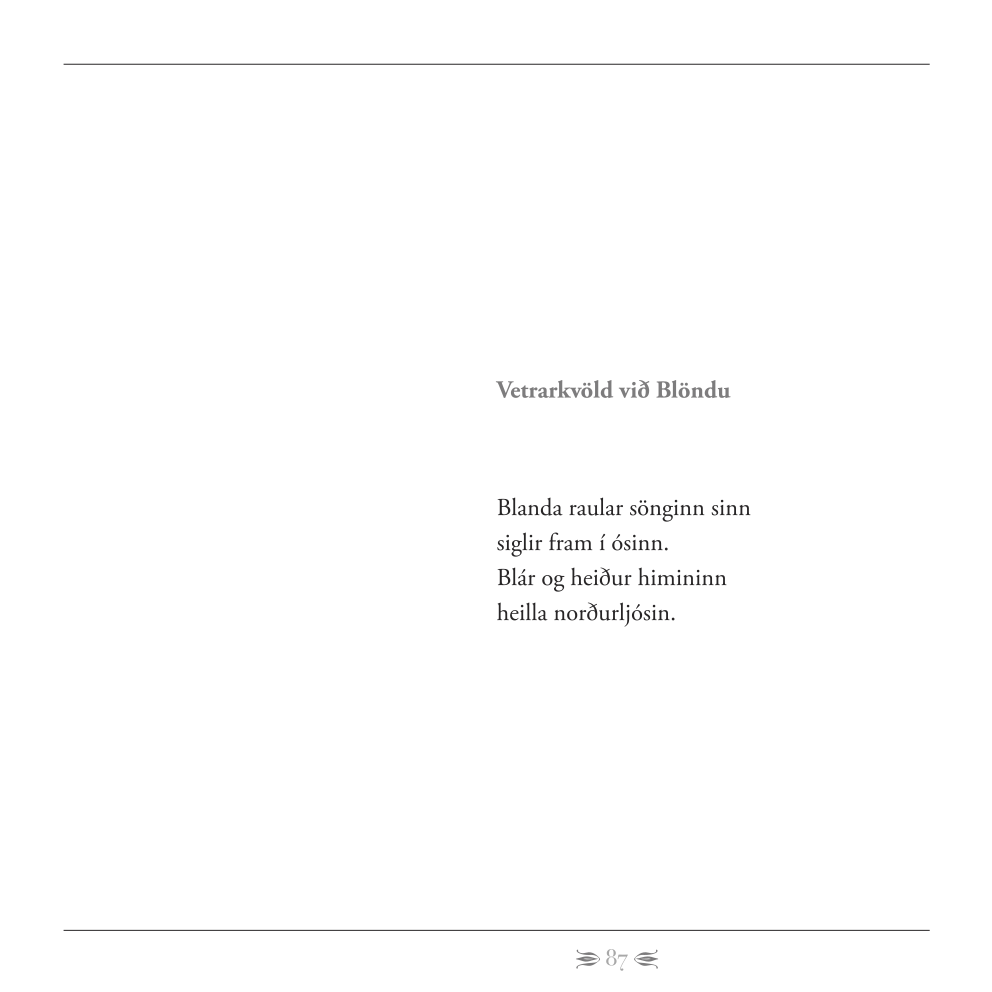 Vetrarkvöld við Blöndu
Blanda raular sönginn sinn
siglir fram í ósinn.
Blár og heiður himininn
heilla norðurljósin.
87